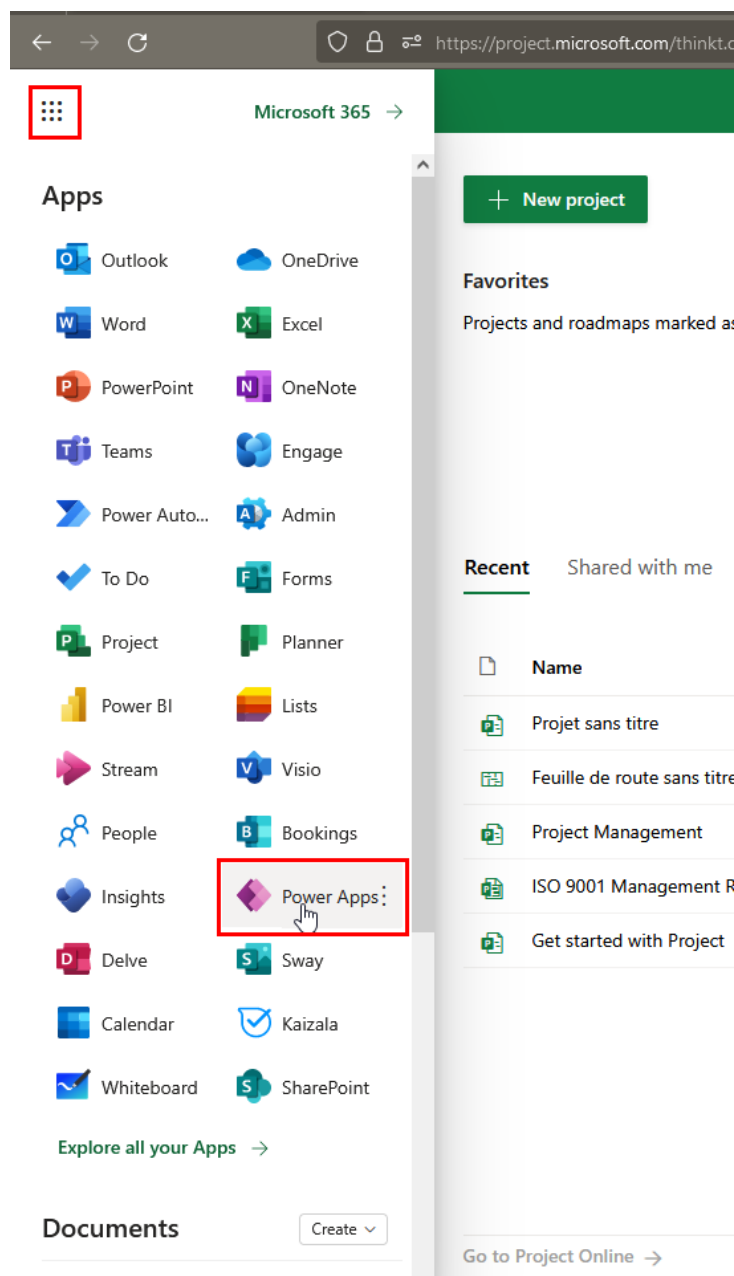 https://project.microsoft.com/thinkt.c
Microsoft 365 →
Apps
Outlook
OneDrive
Word
Excel
PowerPoint
OneNote
Teams
Engage
Power Auto...
Admin
To Do
Forms
Project
Planner
Power BI
Lists
Stream
Visio
People
Bookings
Insights
Power Apps
Delve
Sway
Calendar
Kaizala
Whiteboard
SharePoint
Explore all your Apps →
Documents
Create
+ New project
Favorites
Projects and roadmaps marked as
Recent
Shared with me
Name
Projet sans titre
Feuille de route sans titre
Project Management
ISO 9001 Management R
Get started with Project
Go to Project Online →